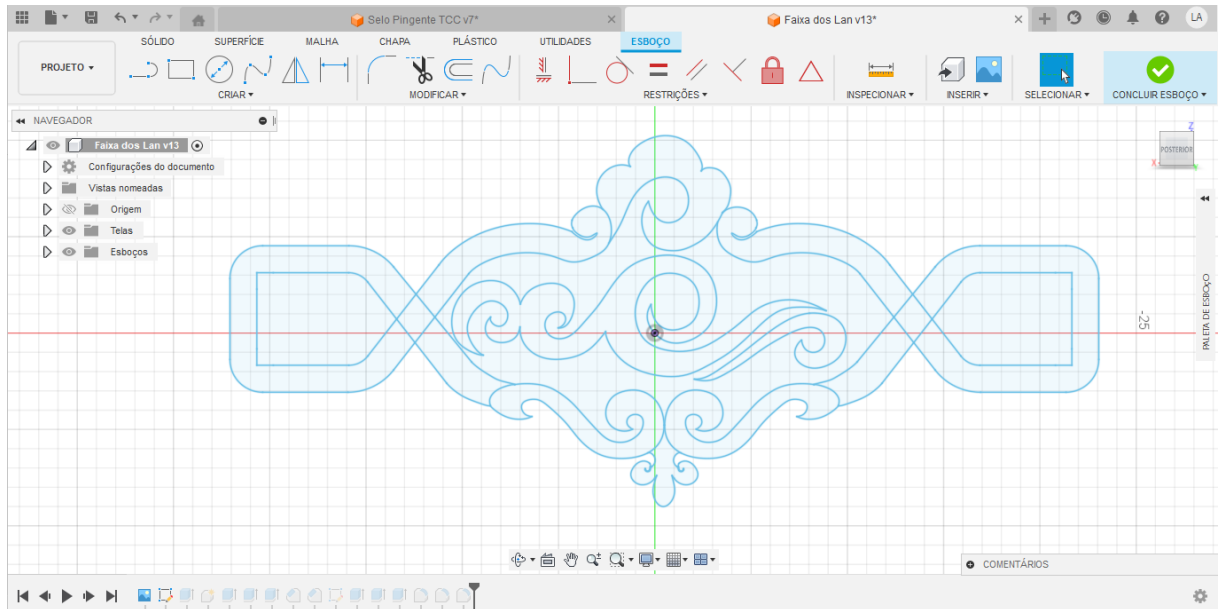 Selo Pingente TCC v7*
Faixa dos Lan v13*
LA
SÓLIDO SUPERFÍCIE MALHA CHAPA PLÁSTICO UTILIDADES ESBOÇO
PROJETO
CRIAR MODIFICAR RESTRIÇÕES INSPECIONAR INSERIR SELECIONAR CONCLUIR ESBOÇO
NAVEGADOR
Faixa dos Lan v13
Configurações do documento
Vistas nomeadas
Origem
Telas
Esboços
Z
POSTERIOR
X
PALETA DE ESBOÇO
-25
COMENTÁRIOS